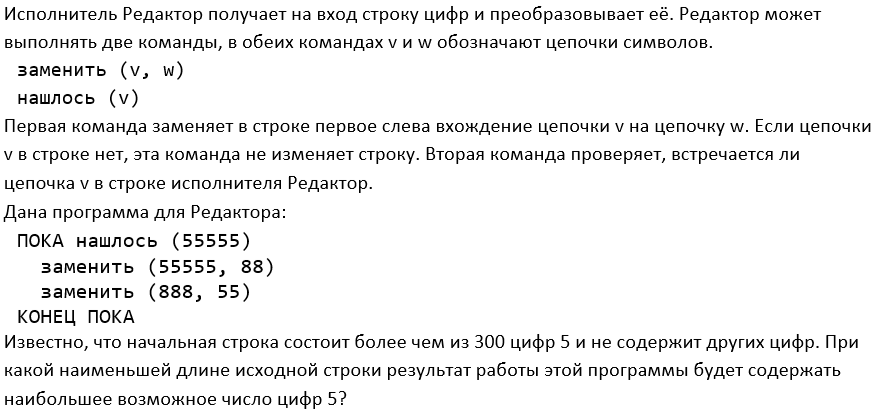 Исполнитель Редактор получает на вход строку цифр и преобразовывает её. Редактор может
выполнять две команды, в обеих командах v и w обозначают цепочки символов.
заменить (v, w)
нашлось (v)
Первая команда заменяет в строке первое слева вхождение цепочки v на цепочку w. Если цепочки
v в строке нет, эта команда не изменяет строку. Вторая команда проверяет, встречается ли
цепочка v в строке исполнителя Редактор.
Дана программа для Редактора:
ПОКА нашлось (55555)
заменить (55555, 88)
заменить (888, 55)
КОНЕЦ ПОКА
Известно, что начальная строка состоит более чем из 300 цифр 5 и не содержит других цифр. При
какой наименьшей длине исходной строки результат работы этой программы будет содержать
наибольшее возможное число цифр 5?